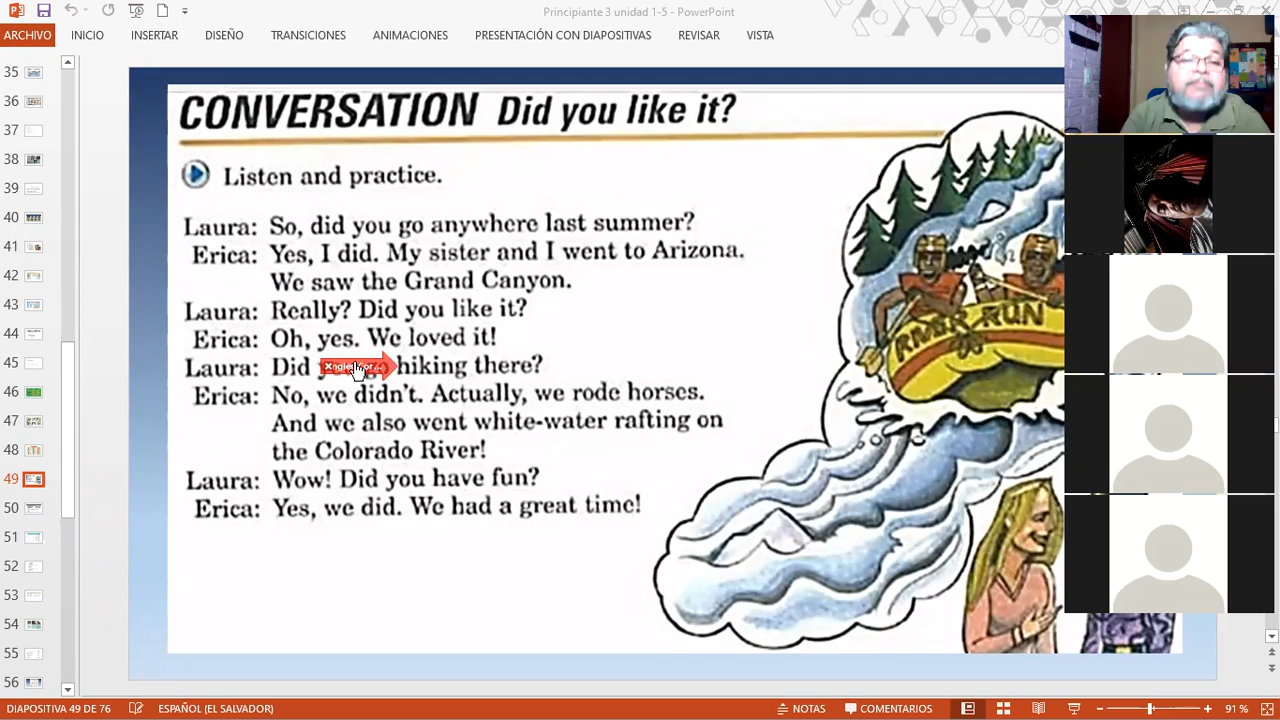 Principiante 3 unidad 1-5 - PowerPoint
ARCHIVO INICIO INSERTAR DISEÑO TRANSICIONES ANIMACIONES PRESENTACIÓN CON DIAPOSITIVAS REVISAR VISTA
35
36
37
38
39
40
41
42
43
44
45
46
47
48
49
50
51
52
53
54
55
56
CONVERSATION Did you like it?
Listen and practice.
Laura: So, did you go anywhere last summer?
Erica: Yes, I did. My sister and I went to Arizona.
We saw the Grand Canyon.
Laura: Really? Did you like it?
Erica: Oh, yes. We loved it!
Laura: Did hiking there?
Erica: No, we didn't. Actually, we rode horses.
And we also went white-water rafting on
the Colorado River!
Laura: Wow! Did you have fun?
Erica: Yes, we did. We had a great time!
RIVER RUN
DIAPOSITIVA 49 DE 76 ESPAÑOL (EL SALVADOR) NOTAS COMENTARIOS 91 %